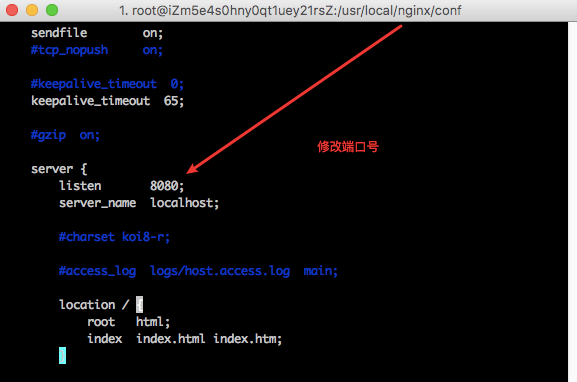 1. root@iZm5e4s0hny0qt1uey21rsZ:/usr/local/nginx/conf
sendfile        on;
#tcp_nopush     on;
#keepalive_timeout  0;
keepalive_timeout  65;
#gzip  on;
修改端口号
server {
listen       8080;
server_name  localhost;
#charset koi8-r;
#access_log  logs/host.access.log  main;
location / {
root   html;
index  index.html index.htm;
}